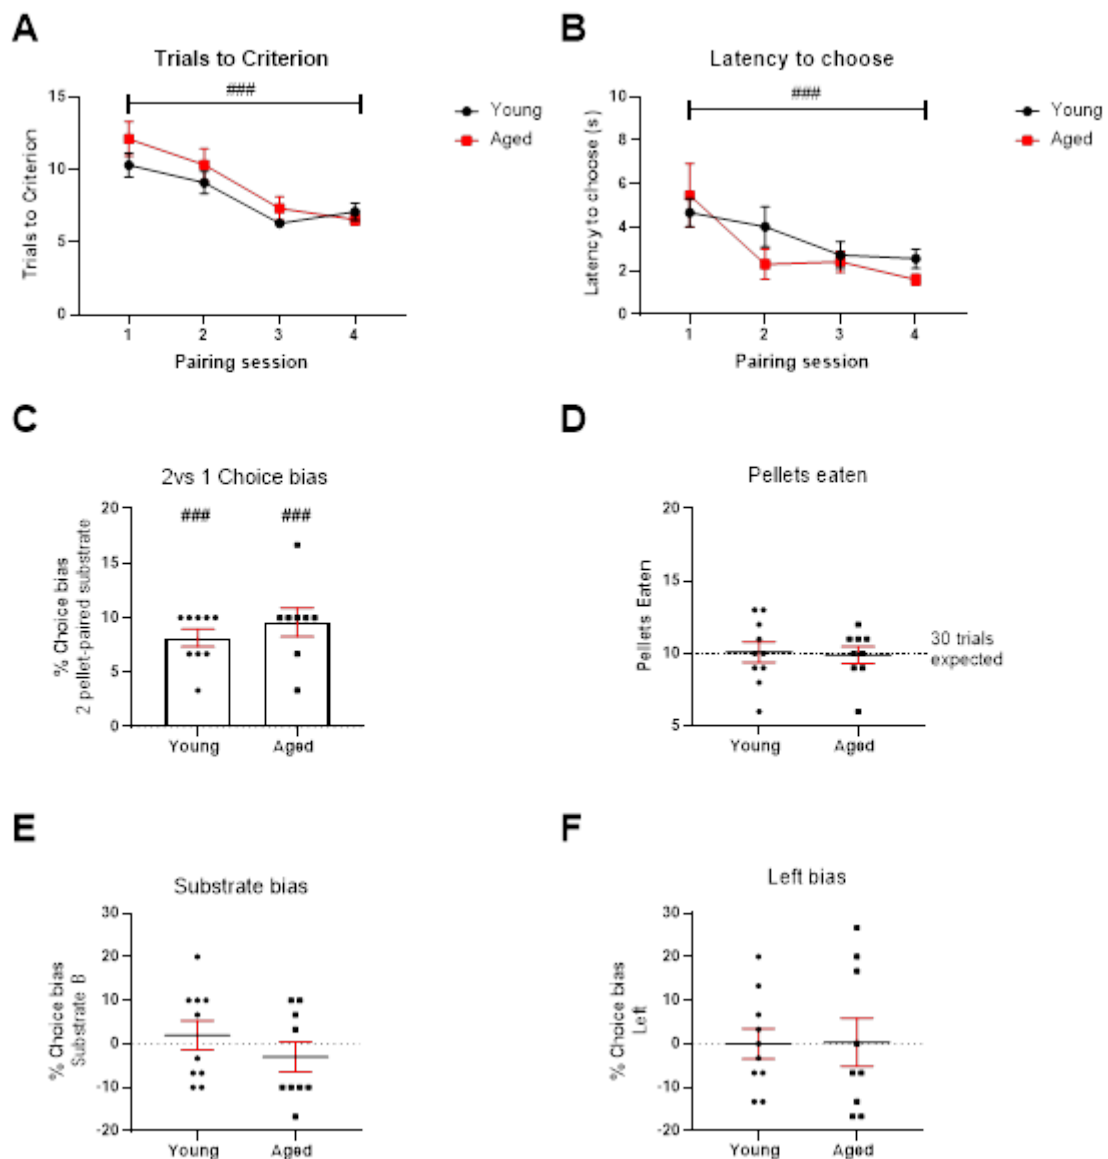 A
Trials to Criterion
###
15
10
5
0
Trials to Criterion
1 2 3 4
Pairing session
Young
Aged
B
Latency to choose
###
10
8
6
4
2
0
Latency to choose (s)
1 2 3 4
Pairing session
Young
Aged
C
2vs 1 Choice bias
### ###
20
15
10
5
0
% Choice bias
2 pellet-paired substrate
Young Aged
D
Pellets eaten
20
15
10
5
Pellets Eaten
30 trials
expected
Young Aged
E
Substrate bias
30
20
10
0
-10
-20
% Choice bias
Substrate B
Young Aged
F
Left bias
30
20
10
0
-10
-20
% Choice bias
Left
Young Aged